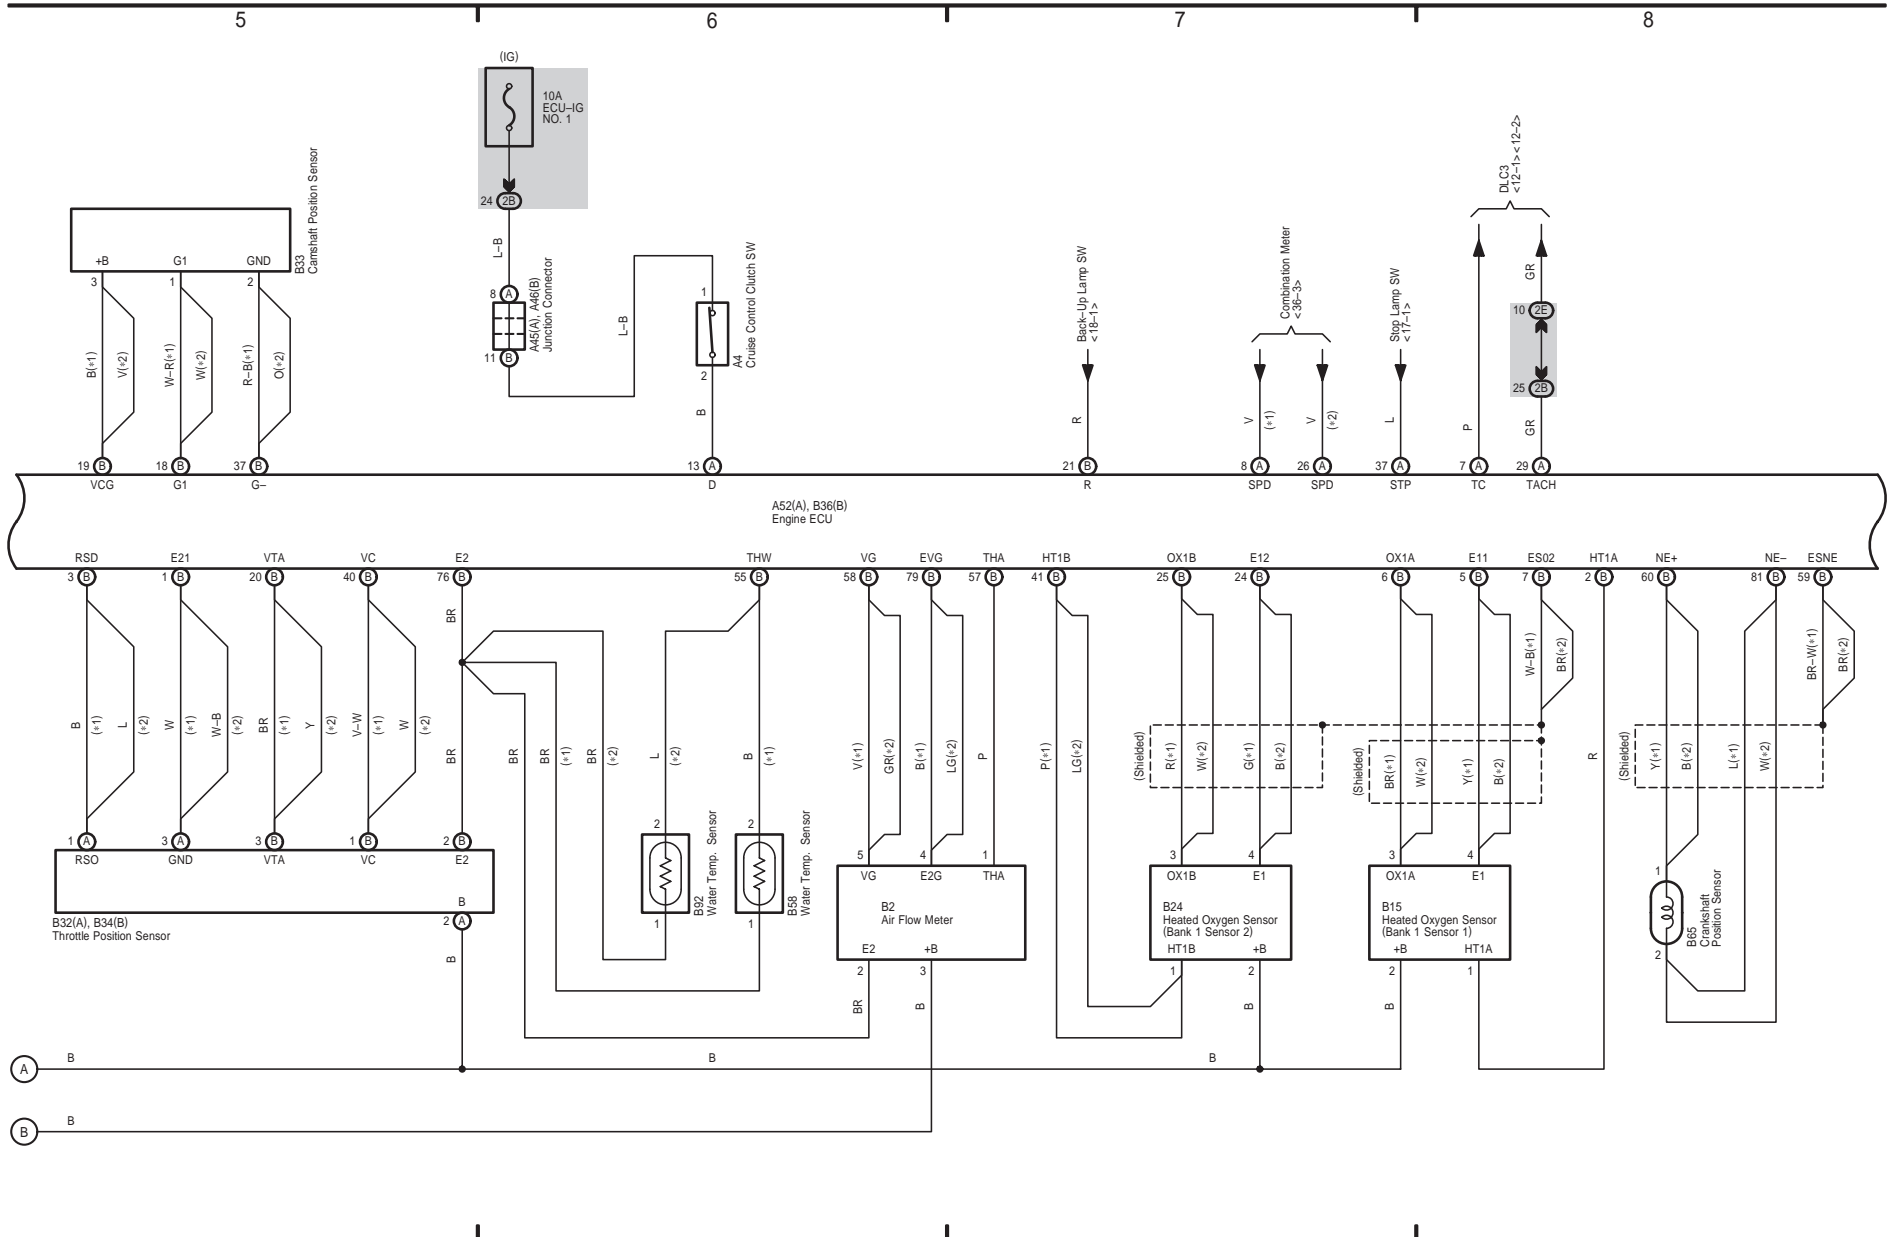 5
6
7
8
(IG)
10A
ECU–IG
NO. 1
24
2B
L–B
8
A
A45(A), A46(B)
Junction Connector
11
B
L–B
1
2
A4
Cruise Control Clutch SW
B
B33
Camshaft Position Sensor
+B
G1
GND
3
1
2
B(*1)
V(*2)
W–R(*1)
W(*2)
R–B(*1)
O(*2)
Back–Up Lamp SW
<18–1>
R
Combination Meter
<36–3>
V
(*1)
V
(*2)
Stop Lamp SW
<17–1>
L
DLC3
<12–1><12–2>
P
GR
10
2E
25
2B
GR
19 B
18 B
37 B
13 A
21 B
8 A
26 A
37 A
7 A
29 A
VCG
G1
G–
D
R
SPD
SPD
STP
TC
TACH
A52(A), B36(B)
Engine ECU
RSD
E21
VTA
VC
E2
THW
VG
EVG
THA
HT1B
OX1B
E12
OX1A
E11
ES02
HT1A
NE+
NE–
ESNE
3 B
1 B
20 B
40 B
76 B
55 B
58 B
79 B
57 B
41 B
25 B
24 B
6 B
5 B
7 B
2 B
60 B
81 B
59 B
BR
W–B(*1)
BR(*2)
BR–W(*1)
BR(*2)
B
(*1)
L
(*2)
W
(*1)
W–B
(*2)
BR
(*1)
Y
(*2)
V–W
(*1)
W
(*2)
BR
BR
BR
(*1)
BR
(*2)
L
(*2)
B
(*1)
V(*1)
GR(*2)
B(*1)
LG(*2)
P
P(*1)
LG(*2)
(Shielded)
R(*1)
W(*2)
G(*1)
B(*2)
(Shielded)
BR(*1)
W(*2)
Y(*1)
B(*2)
R
(Shielded)
Y(*1)
B(*2)
L(*1)
W(*2)
1 A
3 A
3 B
1 B
2 B
RSO
GND
VTA
VC
E2
B
2 A
B32(A), B34(B)
Throttle Position Sensor
B
2
1
B92
Water Temp. Sensor
2
1
B58
Water Temp. Sensor
5
4
1
VG
E2G
THA
B2
Air Flow Meter
E2
+B
2
3
BR
B
3
4
OX1B
E1
B24
Heated Oxygen Sensor
(Bank 1 Sensor 2)
HT1B
+B
1
2
B
3
4
OX1A
E1
B15
Heated Oxygen Sensor
(Bank 1 Sensor 1)
+B
HT1A
2
1
B
1
2
B65
Crankshaft
Position Sensor
A
B
B
B
B
B